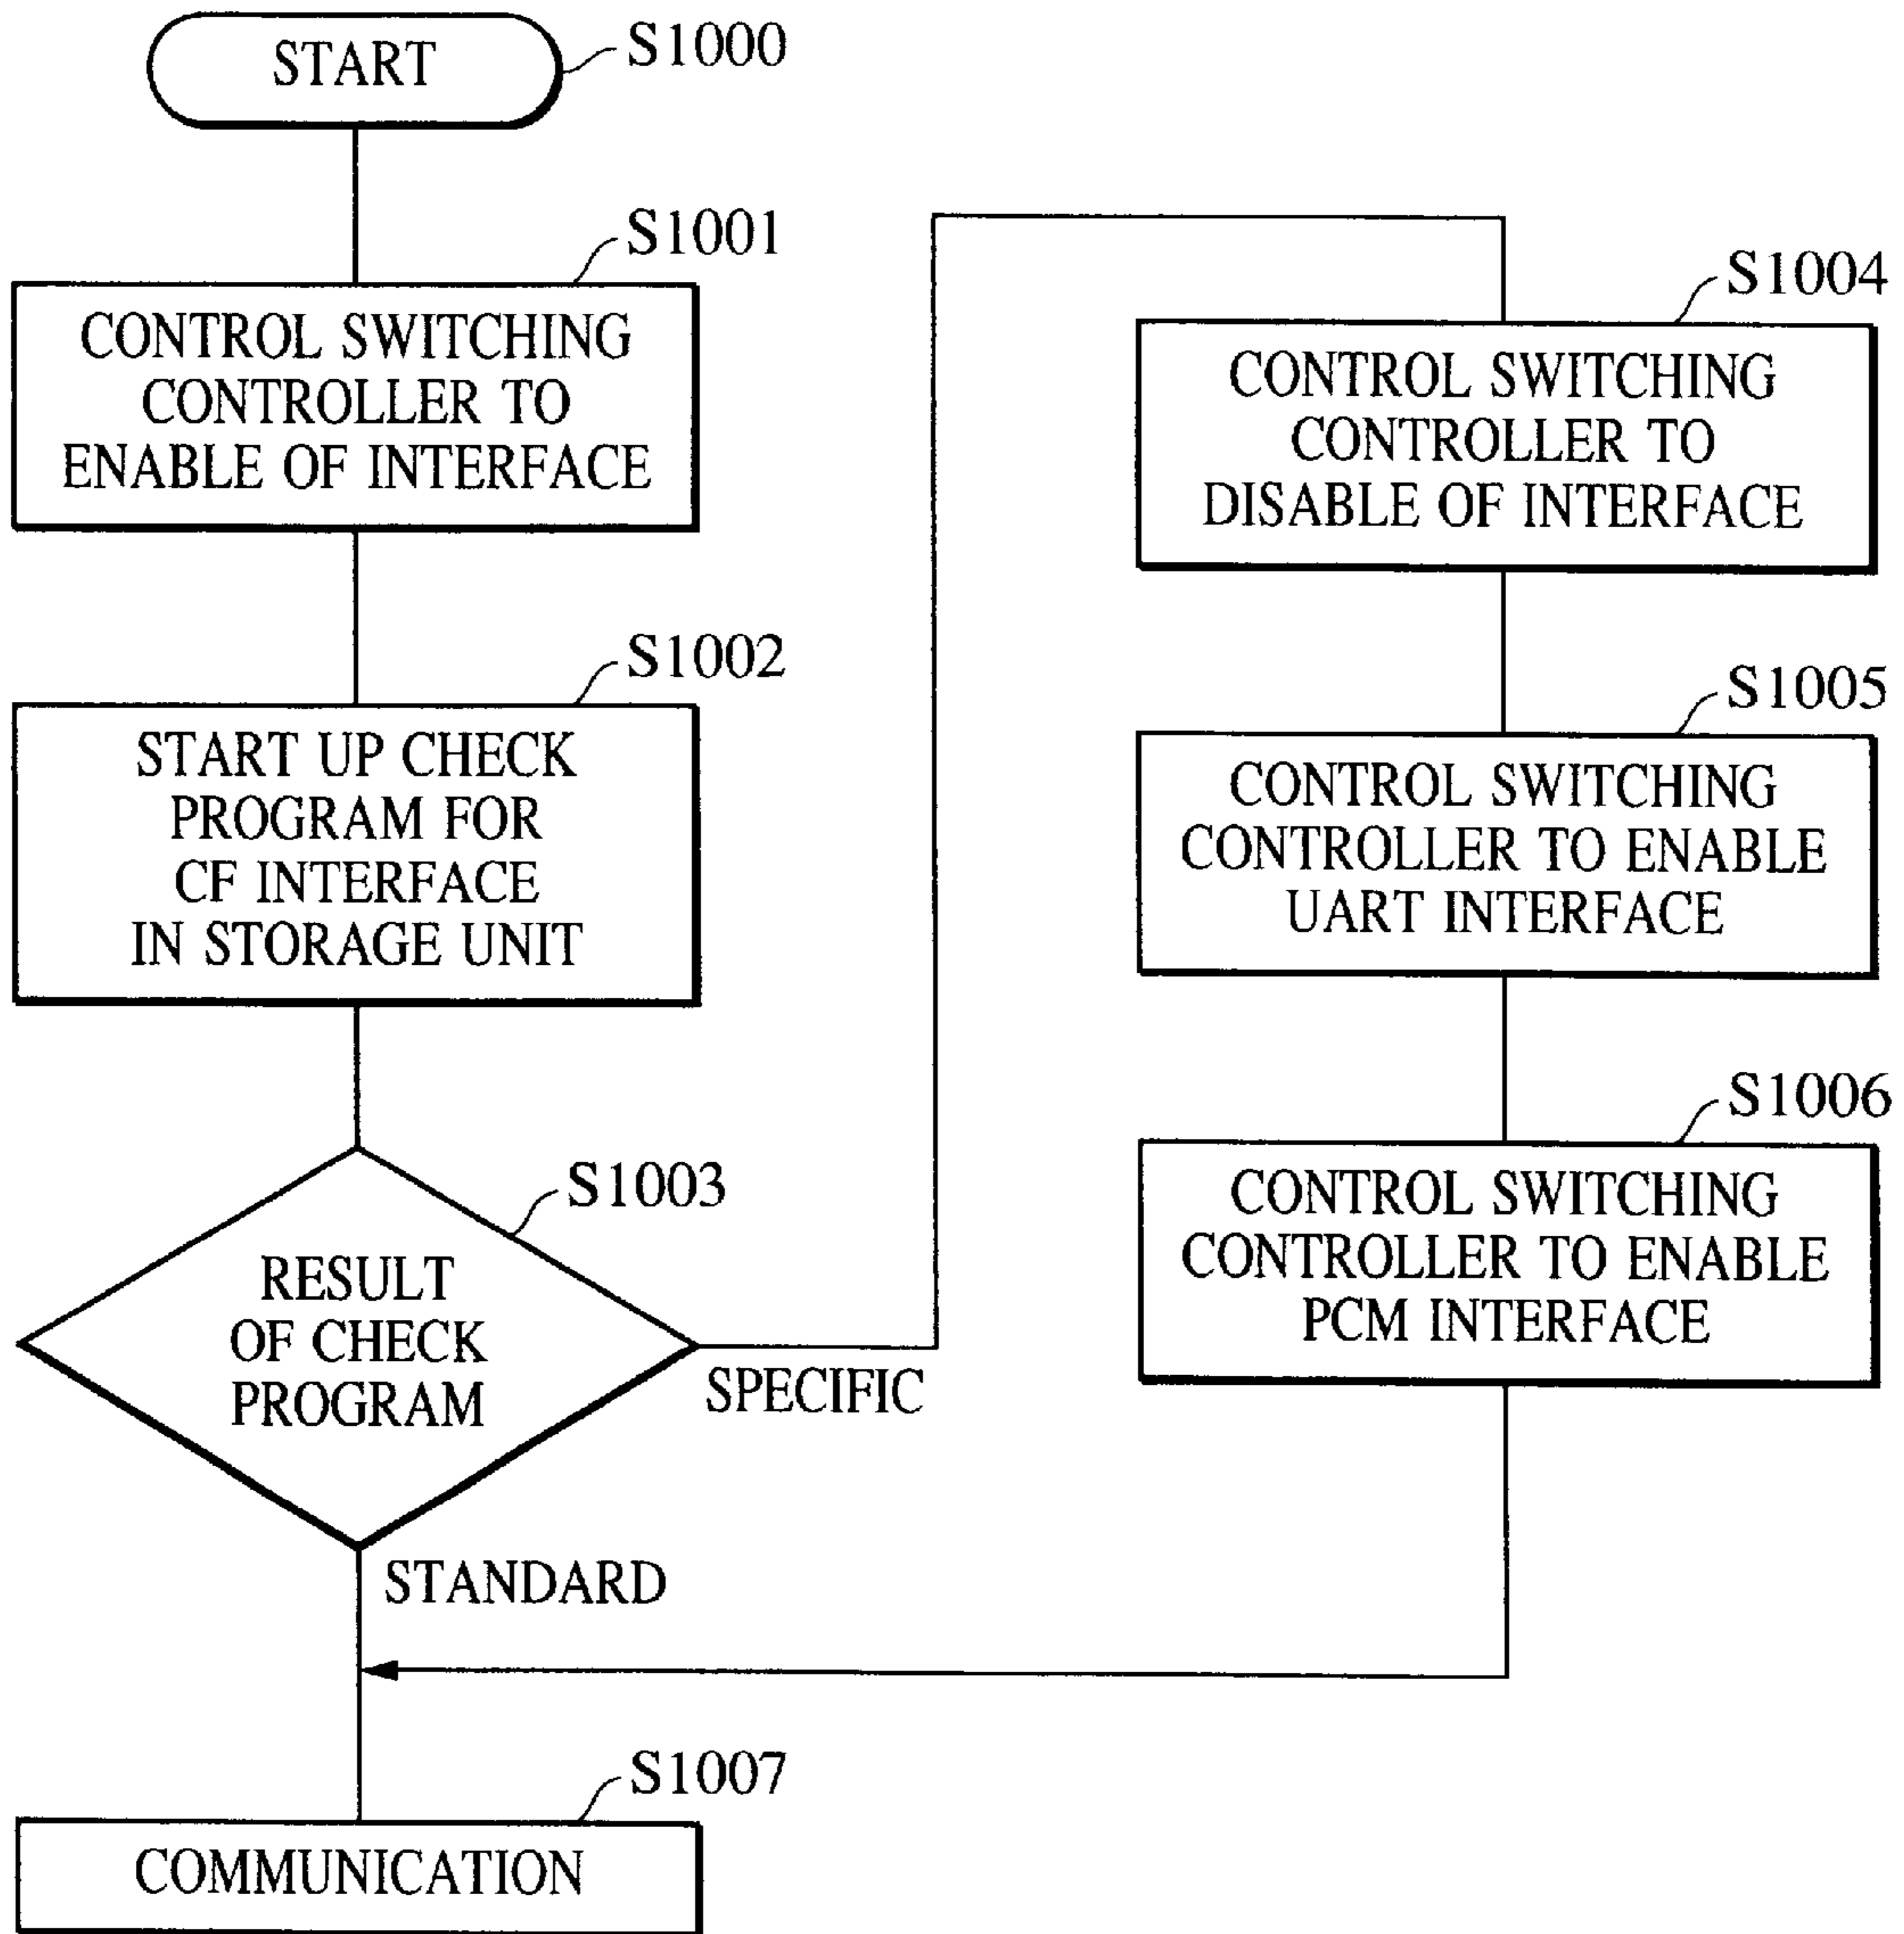 START
S1000
S1001
CONTROL SWITCHING
CONTROLLER TO
ENABLE OF INTERFACE
S1002
START UP CHECK
PROGRAM FOR
CF INTERFACE
IN STORAGE UNIT
S1003
RESULT
OF CHECK
PROGRAM
SPECIFIC
STANDARD
S1004
CONTROL SWITCHING
CONTROLLER TO
DISABLE OF INTERFACE
S1005
CONTROL SWITCHING
CONTROLLER TO ENABLE
UART INTERFACE
S1006
CONTROL SWITCHING
CONTROLLER TO ENABLE
PCM INTERFACE
S1007
COMMUNICATION